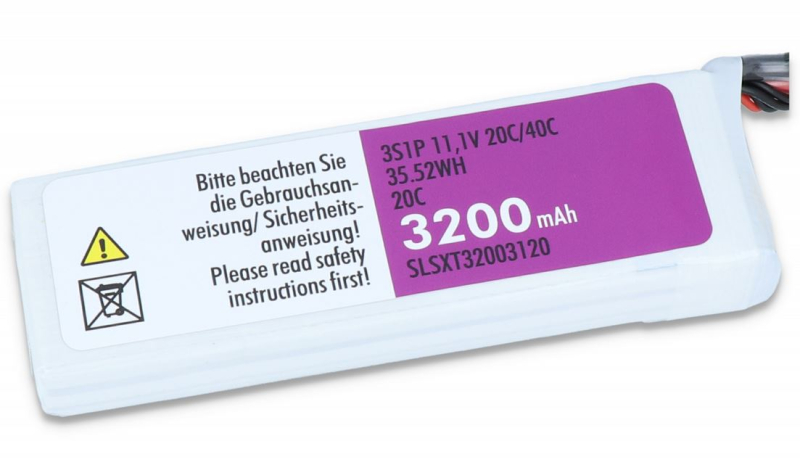 Bitte beachten Sie
die Gebrauchsan-
weisung/ Sicherheits-
anweisung!
Please read safety
instructions first!
3S1P 11,1V 20C/40C
35.52WH
20C
3200 mAh
SLSXT32003120